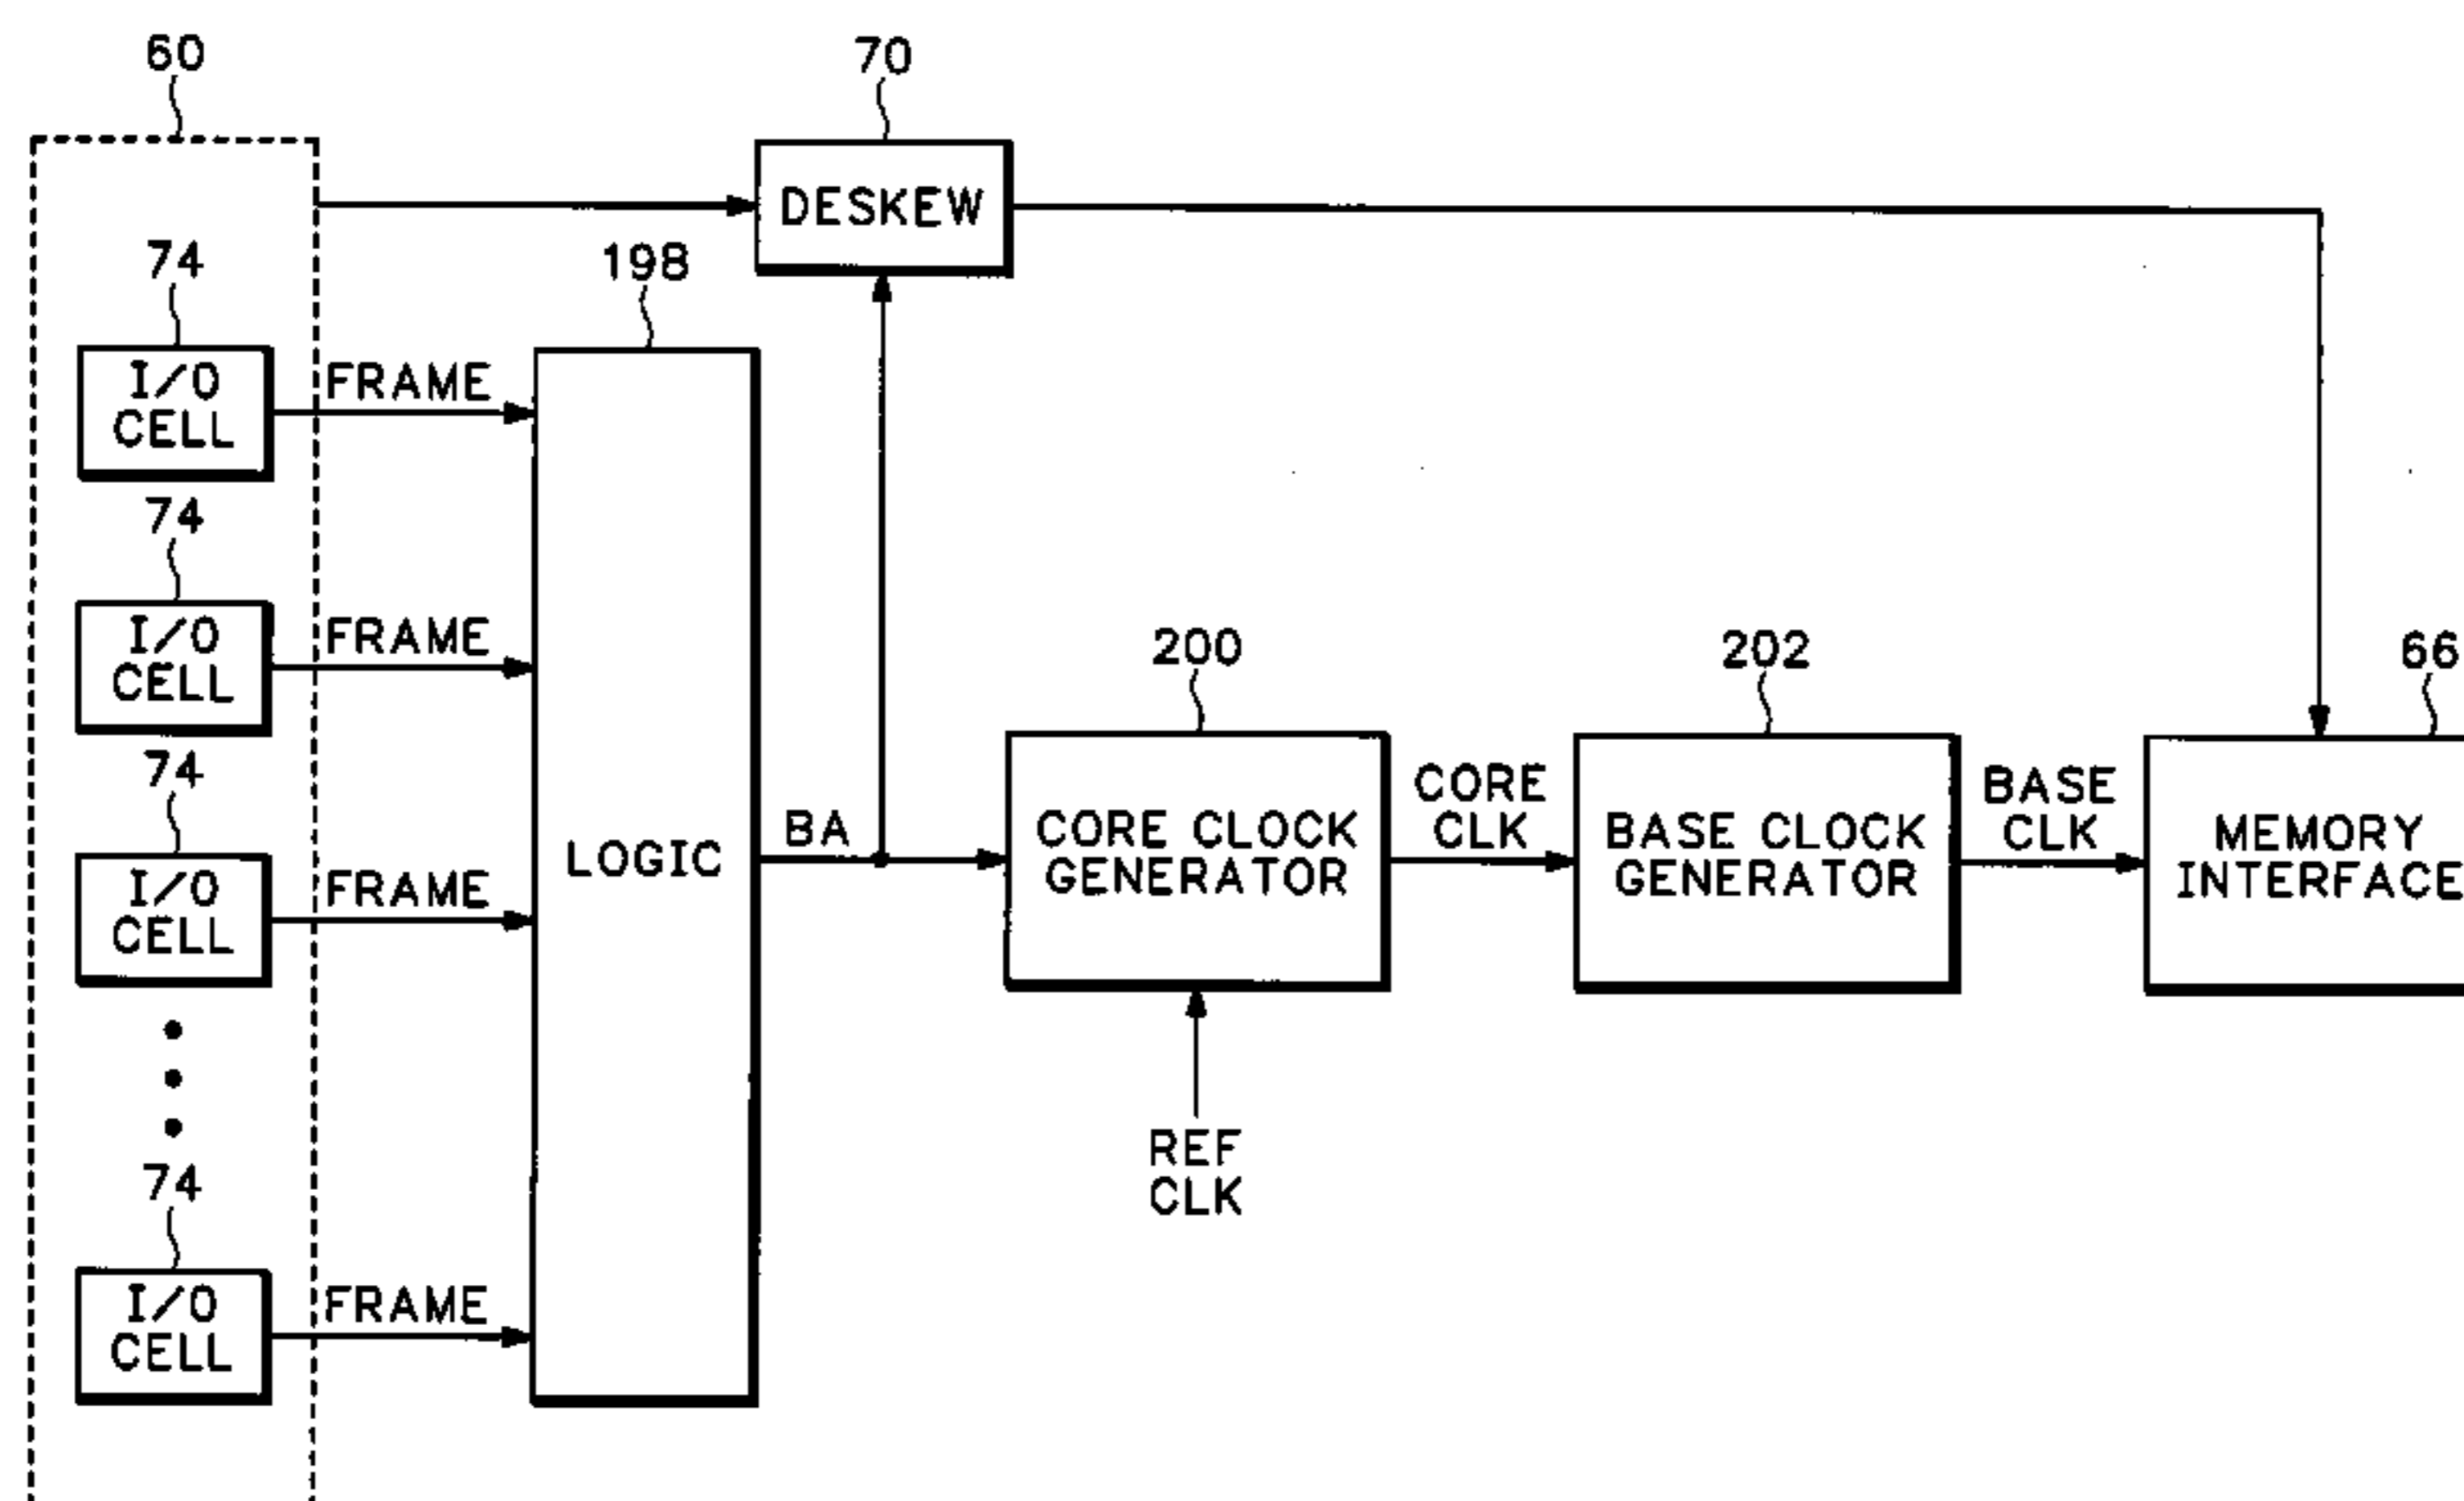 60
70
DESKEW
74
198
I/O
CELL
FRAME
74
I/O
CELL
FRAME
200
202
66
74
I/O
CELL
FRAME
LOGIC
BA
CORE CLOCK
GENERATOR
CORE
CLK
BASE CLOCK
GENERATOR
BASE
CLK
MEMORY
INTERFACE
REF
CLK
74
I/O
CELL
FRAME